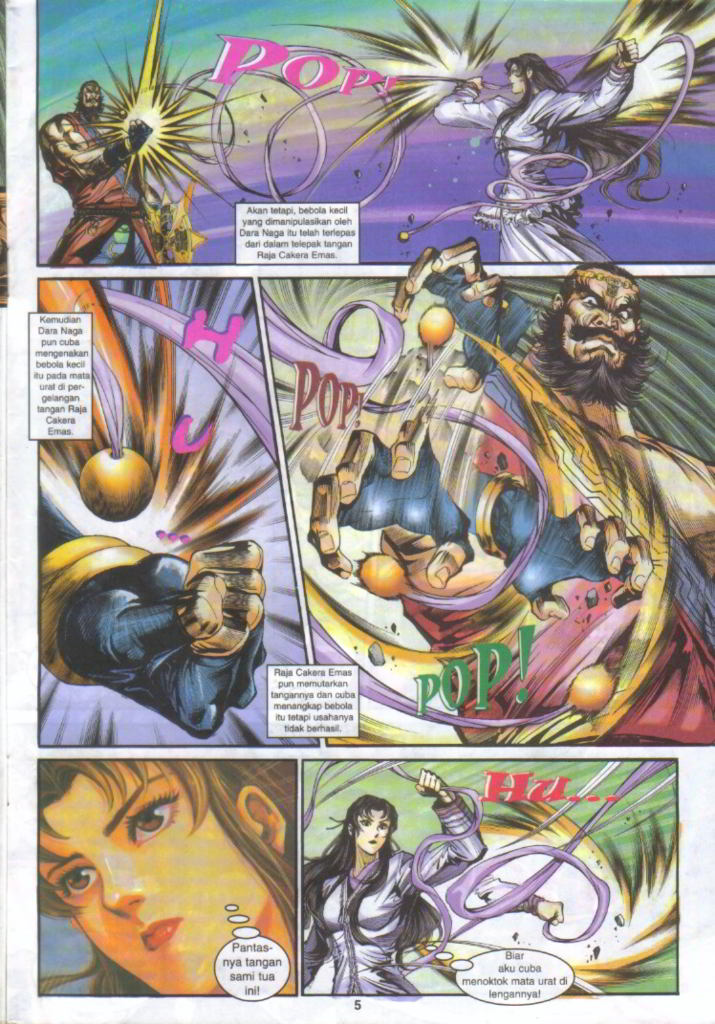 POP!
Akan tetapi, bebola kecil
yang dimanipulasikan oleh
Dara Naga itu telah terlepas
dari dalam telepak tangan
Raja Cakera Emas.
Kemudian
Dara Naga
pun cuba
mengenakan
bebola kecil
itu pada mata
urat di per-
gelangan
tangan Raja
Cakera
Emas.
HU...
POP!
POP!
Raja Cakera Emas
pun memutarkan
tangannya dan cuba
menangkap bebola
itu tetapi usahanya
tidak berhasil.
Pantas-
nya tangan
sami tua
ini!
HU...
Biar
aku cuba
menoktok mata urat di
lengannya!
5